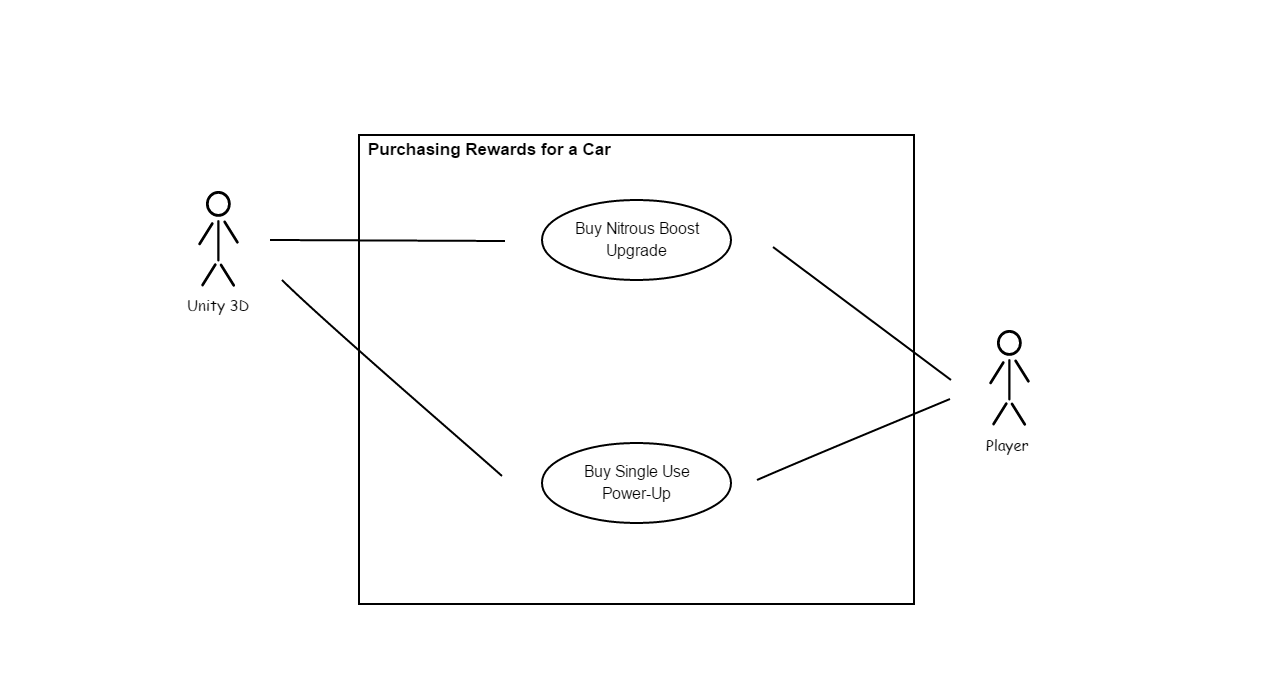 Purchasing Rewards for a Car
Buy Nitrous Boost
Upgrade
Unity 3D
Player
Buy Single Use
Power-Up